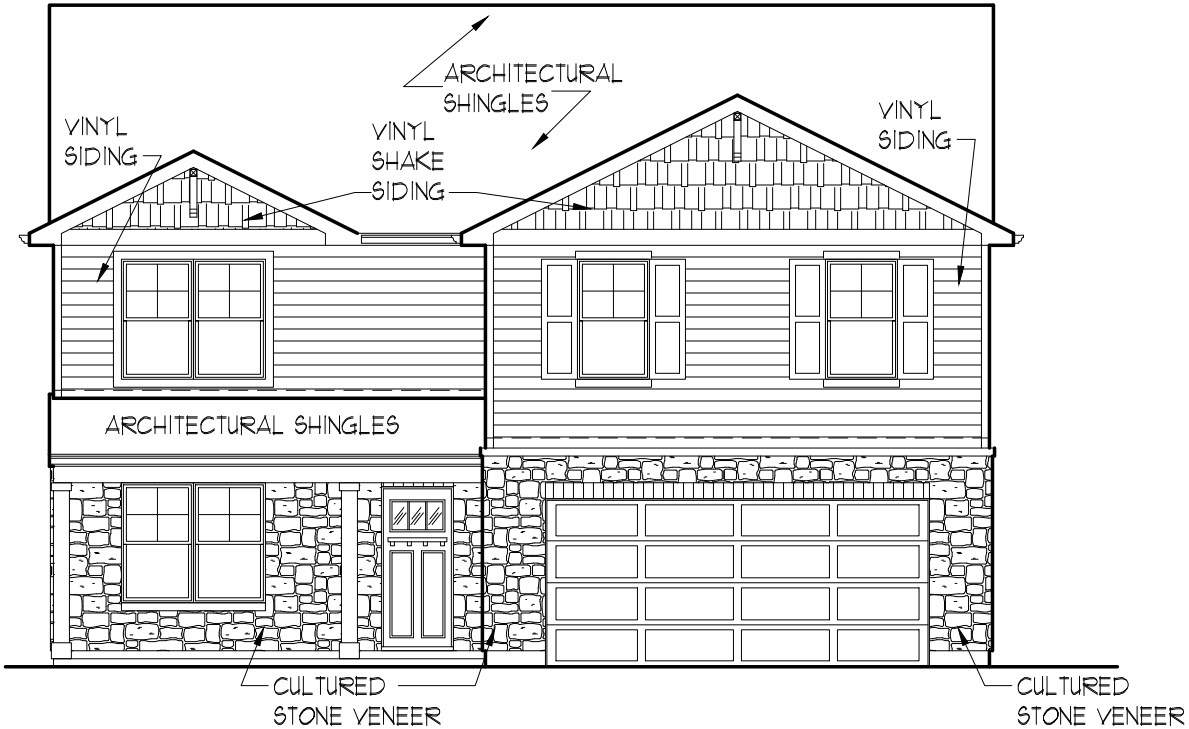 ARCHITECTURAL
SHINGLES
VINYL
SIDING
VINYL
SHAKE
SIDING
VINYL
SIDING
ARCHITECTURAL SHINGLES
CULTURED
STONE VENEER
CULTURED
STONE VENEER